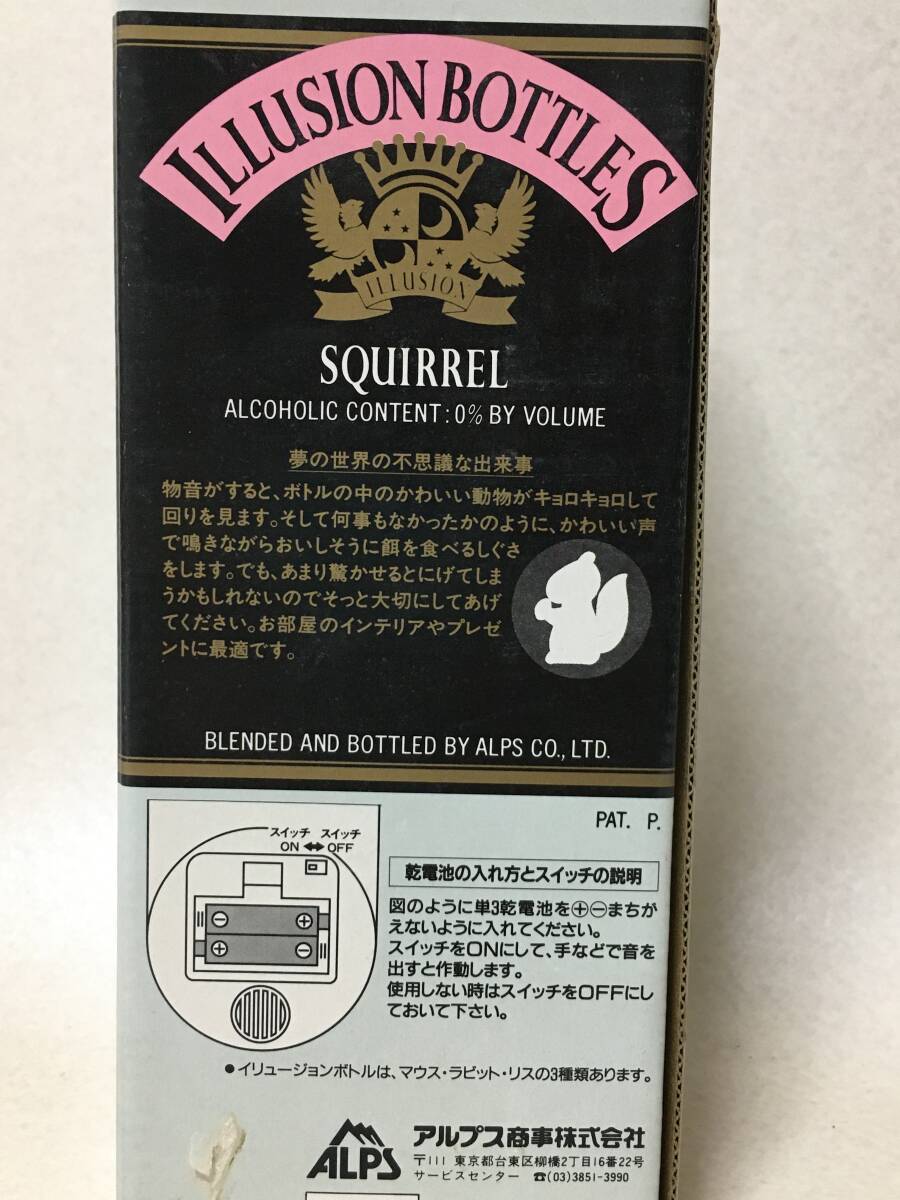 ILLUSION BOTTLES
ILLUSION
SQUIRREL
ALCOHOLIC CONTENT:0% BY VOLUME
夢の世界の不思議な出来事
物音がすると、ボトルの中のかわいい動物がキョロキョロして
回りを見ます。そして何事もなかったかのように、かわいい声
で鳴きながらおいしそうに餌を食べるしぐさ
をします。でも、あまり驚かせるとにげてしま
うかもしれないのでそっと大切にしてあげ
てください。お部屋のインテリアやプレゼ
ントに最適です。
BLENDED AND BOTTLED BY ALPS CO., LTD.
PAT. P.
スイッチ スイッチ
ON ⇔ OFF
乾電池の入れ方とスイッチの説明
図のように単3乾電池を⊕⊖まちが
えないように入れてください。
スイッチをONにして、手などで音を
出すと作動します。
使用しない時はスイッチをOFFにし
ておいて下さい。
●イリュージョンボトルは、マウス・ラビット・リスの3種類あります。
ALPS
アルプス商事株式会社
〒111 東京都台東区柳橋2丁目16番22号
サービスセンター ☎(03)3851-3990